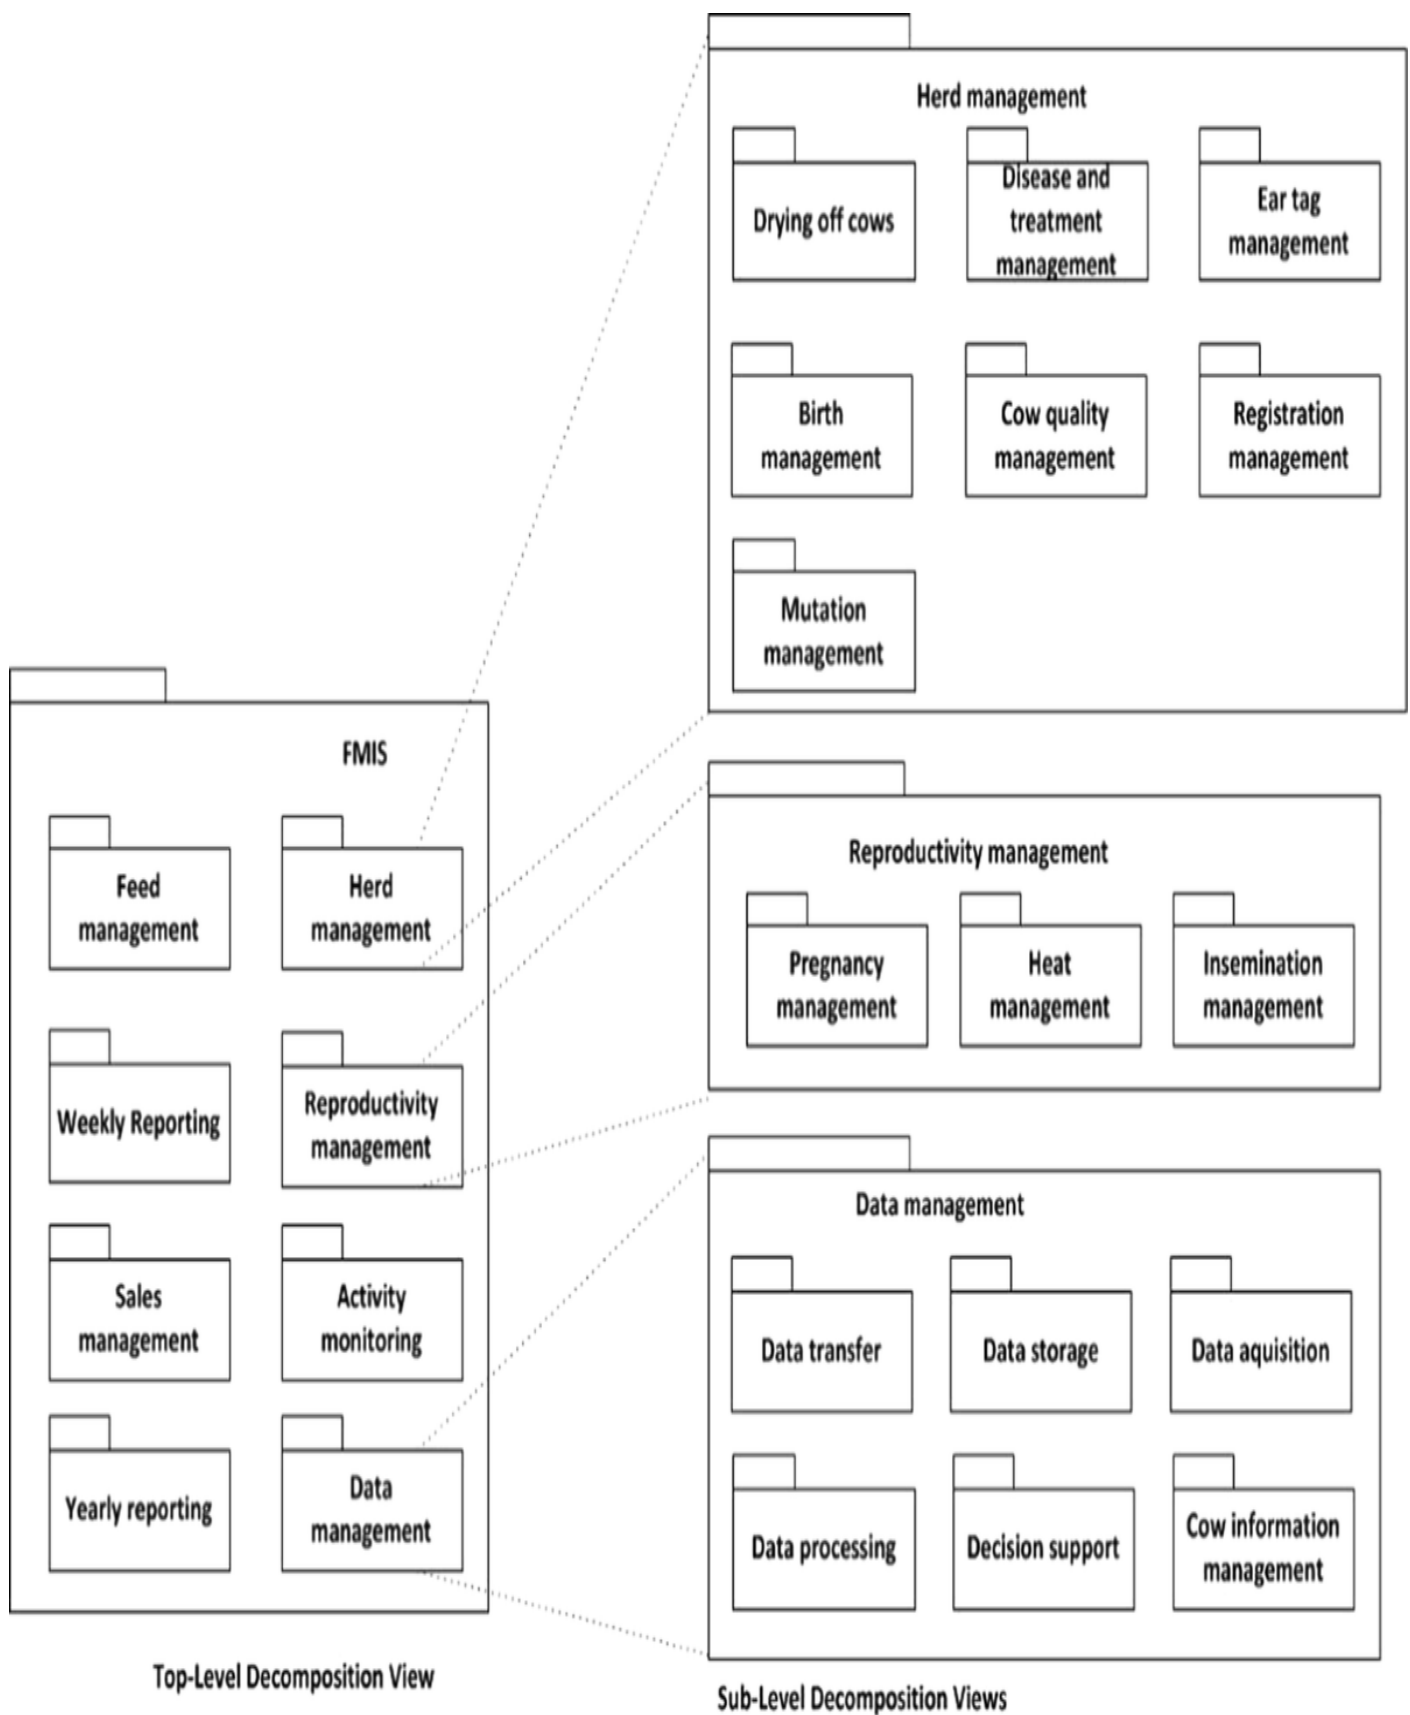 Herd management
Drying off cows
Disease and
treatment
management
Ear tag
management
Birth
management
Cow quality
management
Registration
management
Mutation
management
FMIS
Feed
management
Herd
management
Weekly Reporting
Reproductivity
management
Sales
management
Activity
monitoring
Yearly reporting
Data
management
Top-Level Decomposition View
Reproductivity management
Pregnancy
management
Heat
management
Insemination
management
Data management
Data transfer
Data storage
Data aquisition
Data processing
Decision support
Cow information
management
Sub-Level Decomposition Views